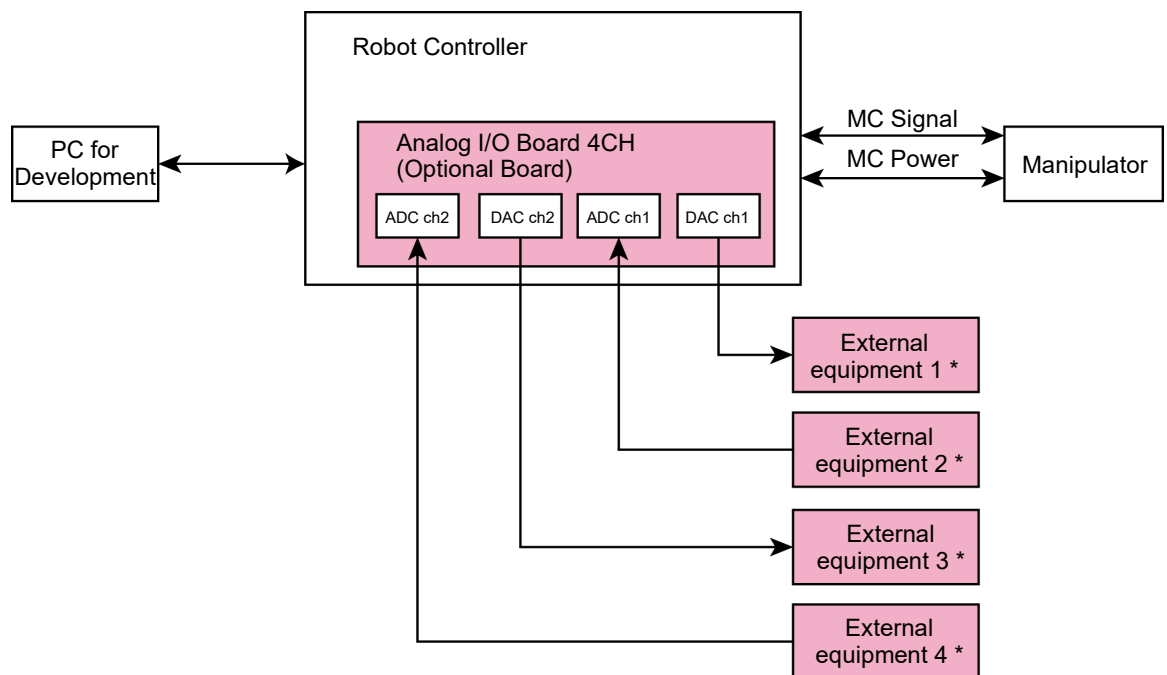 Robot Controller
PC for
Development
Analog I/O Board 4CH
(Optional Board)
ADC ch2
DAC ch2
ADC ch1
DAC ch1
MC Signal
MC Power
Manipulator
External
equipment 1 *
External
equipment 2 *
External
equipment 3 *
External
equipment 4 *